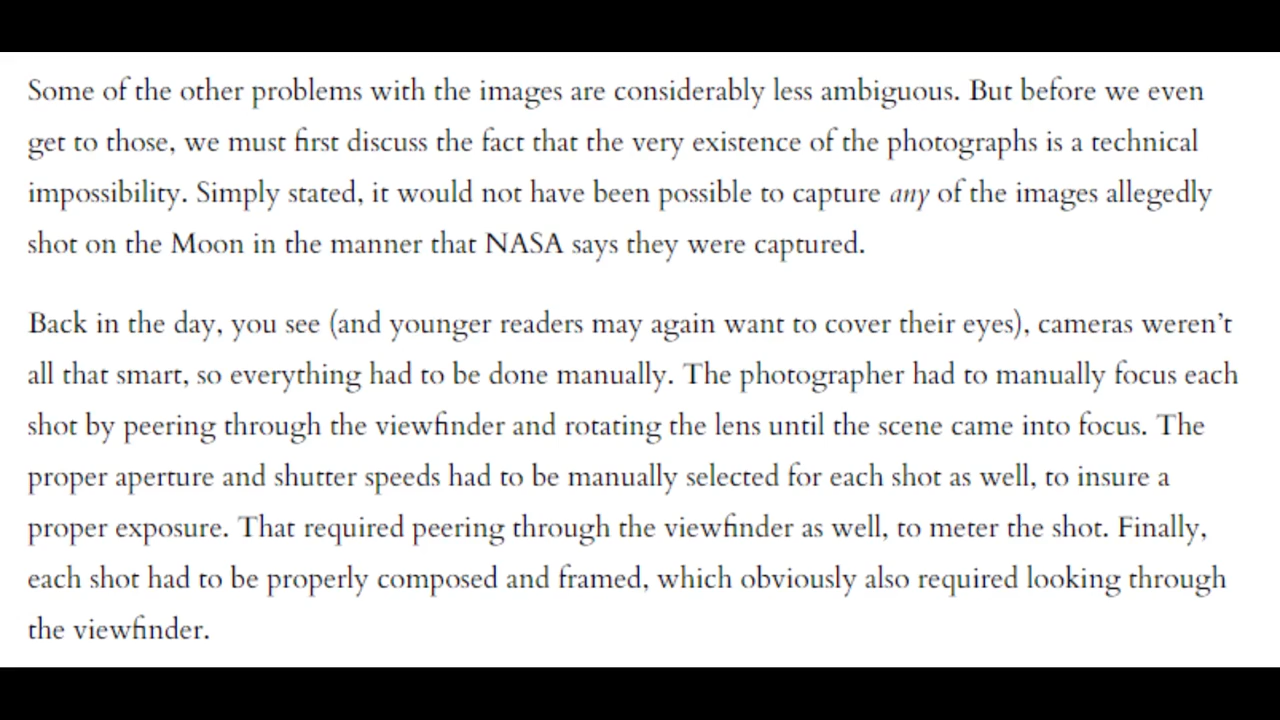 Some of the other problems with the images are considerably less ambiguous. But before we even
get to those, we must first discuss the fact that the very existence of the photographs is a technical
impossibility. Simply stated, it would not have been possible to capture any of the images allegedly
shot on the Moon in the manner that NASA says they were captured.
Back in the day, you see (and younger readers may again want to cover their eyes), cameras weren’t
all that smart, so everything had to be done manually. The photographer had to manually focus each
shot by peering through the viewfinder and rotating the lens until the scene came into focus. The
proper aperture and shutter speeds had to be manually selected for each shot as well, to insure a
proper exposure. That required peering through the viewfinder as well, to meter the shot. Finally,
each shot had to be properly composed and framed, which obviously also required looking through
the viewfinder.